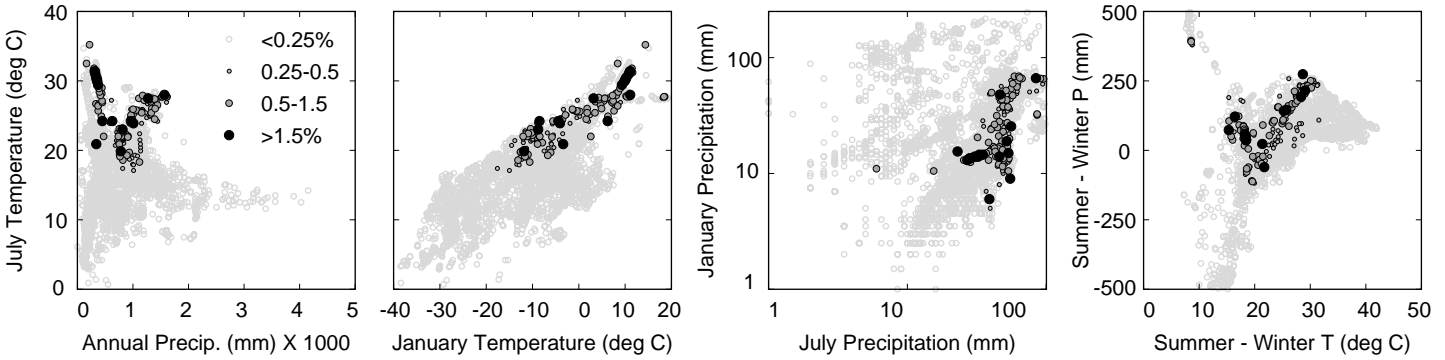 July Temperature (deg C)
40
30
20
10
0
<0.25%
0.25-0.5
0.5-1.5
>1.5%
0 1 2 3 4 5
Annual Precip. (mm) X 1000
-40 -30 -20 -10 0 10 20
January Temperature (deg C)
January Precipitation (mm)
100
10
1
1 10 100
July Precipitation (mm)
Summer - Winter P (mm)
500
250
0
-250
-500
0 10 20 30 40 50
Summer - Winter T (deg C)